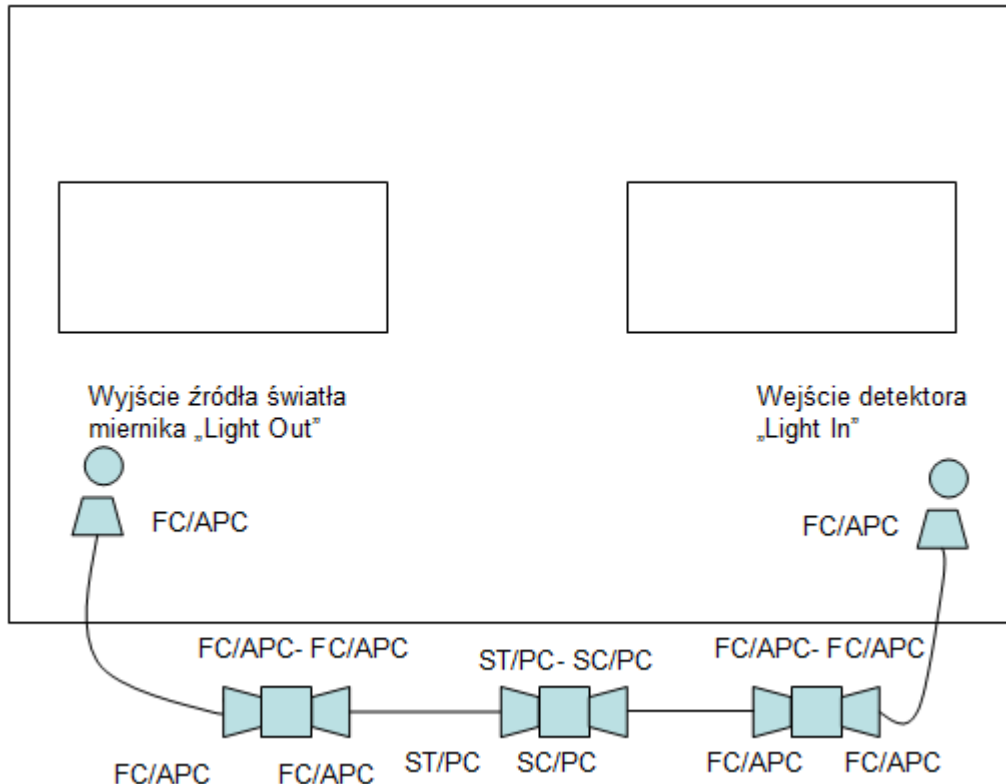 Wyjście źródła światła
miernika „Light Out”
Wejście detektora
„Light In”
FC/APC
FC/APC
FC/APC- FC/APC
ST/PC- SC/PC
FC/APC- FC/APC
FC/APC
FC/APC
ST/PC
SC/PC
FC/APC
FC/APC